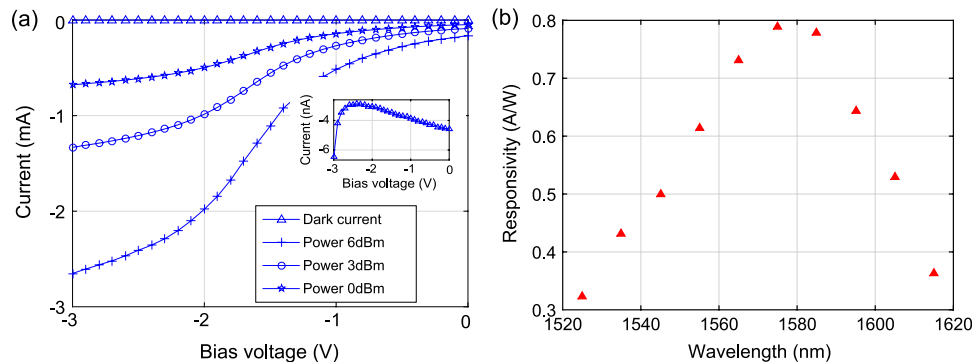 (a)
Current (mA)
0
-1
-2
-3
-3
-2
-1
0
Bias voltage (V)
Current (nA)
-4
-6
-3
-2
-1
0
Bias voltage (V)
Dark current
Power 6dBm
Power 3dBm
Power 0dBm
(b)
Responsivity (A/W)
0.8
0.7
0.6
0.5
0.4
0.3
1520
1540
1560
1580
1600
1620
Wavelength (nm)